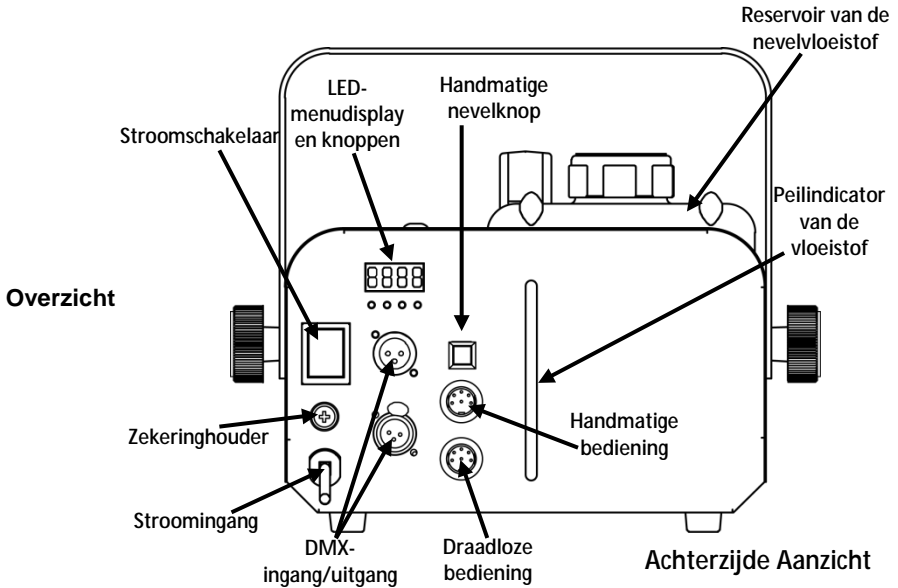 Reservoir van de
nevelvloeistof
LED-
menudisplay
en knoppen
Handmatige
nevelknop
Stroomschakelaar
Peilindicator
van de
vloeistof
8888
Overzicht
Zekeringhouder
Handmatige
bediening
Stroomingang
DMX-
ingang/uitgang
Draadloze
bediening
Achterzijde Aanzicht